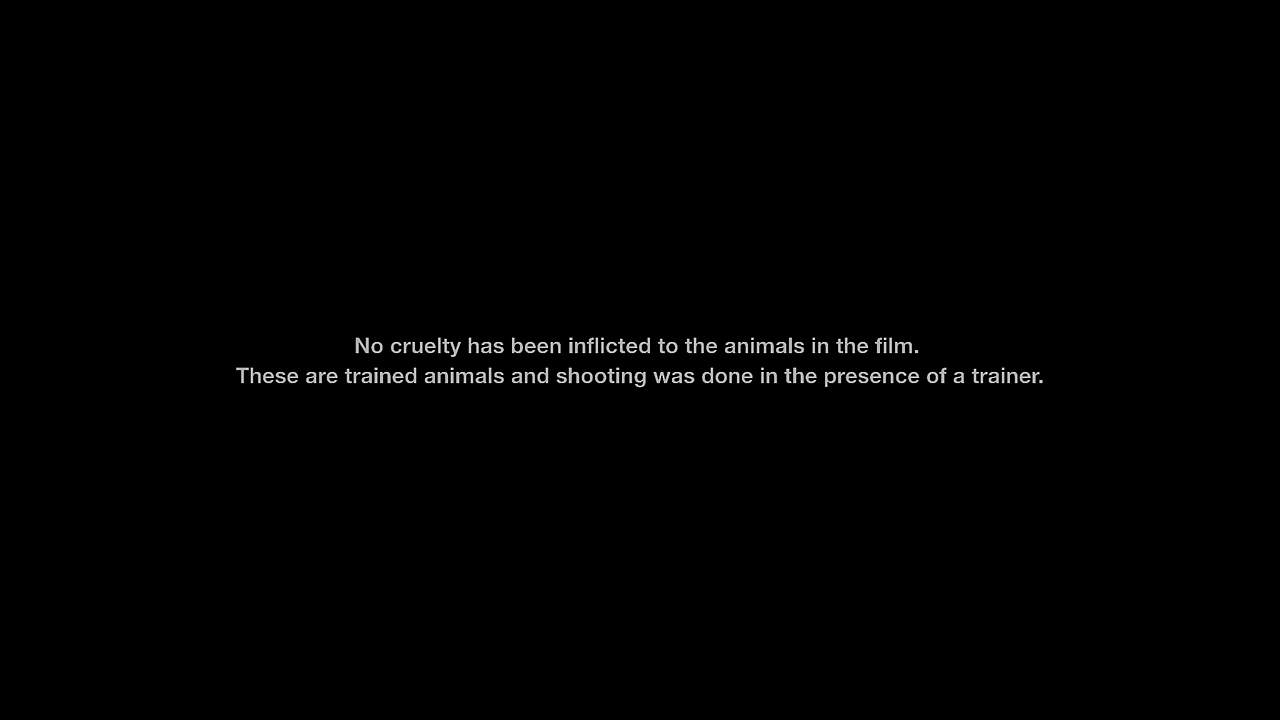 No cruelty has been inflicted to the animals in the film.
These are trained animals and shooting was done in the presence of a trainer.